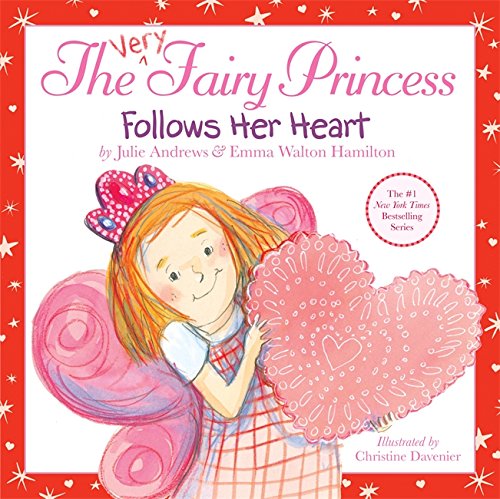 Very
The ^ Fairy Princess
Follows Her Heart
by Julie Andrews & Emma Walton Hamilton
The #1
New York Times
Bestselling
Series
Illustrated by
Christine Davenier